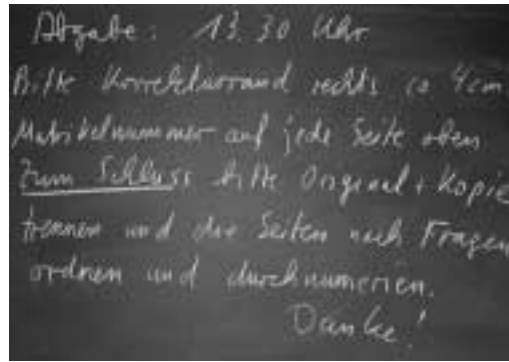 Abgabe: 13.30 Uhr
Bitte Korrekturrand rechts ca 4cm
Matrikelnummer auf jede Seite oben
Zum Schluss bitte Original + Kopie
trennen und die Seiten nach Fragen
ordnen und durchnumerien.
Danke!